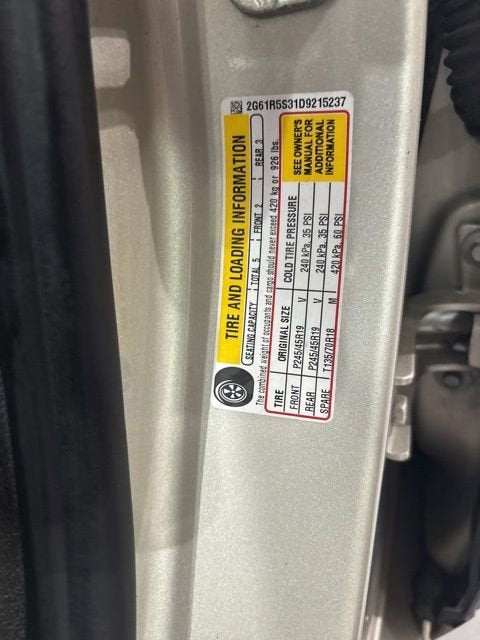 2G61R5S31D9215237
TIRE AND LOADING INFORMATION
SEATING CAPACITY TOTAL 5 FRONT 2 REAR 3
The combined weight of occupants and cargo should never exceed 420 kg or 926 lbs.
TIRE ORIGINAL SIZE COLD TIRE PRESSURE
FRONT P245/45R19 V 240 kPa, 35 PSI
REAR P245/45R19 V 240 kPa, 35 PSI
SPARE T135/70R18 M 420 kPa, 60 PSI
SEE OWNER'S
MANUAL FOR
ADDITIONAL
INFORMATION